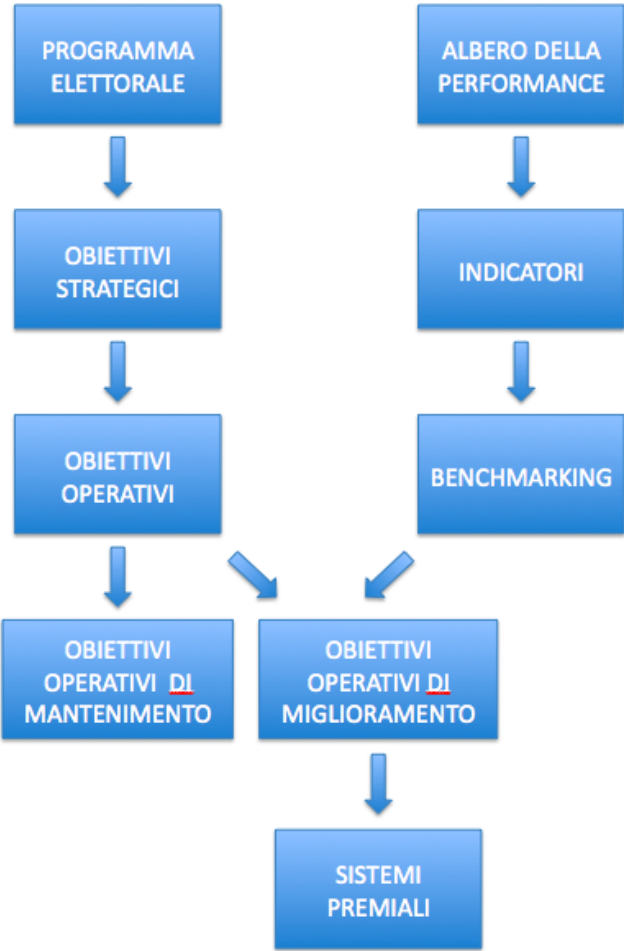 PROGRAMMA
ELETTORALE
ALBERO DELLA
PERFORMANCE
OBIETTIVI
STRATEGICI
INDICATORI
OBIETTIVI
OPERATIVI
BENCHMARKING
OBIETTIVI
OPERATIVI DI
MANTENIMENTO
OBIETTIVI
OPERATIVI DI
MIGLIORAMENTO
SISTEMI
PREMIALI